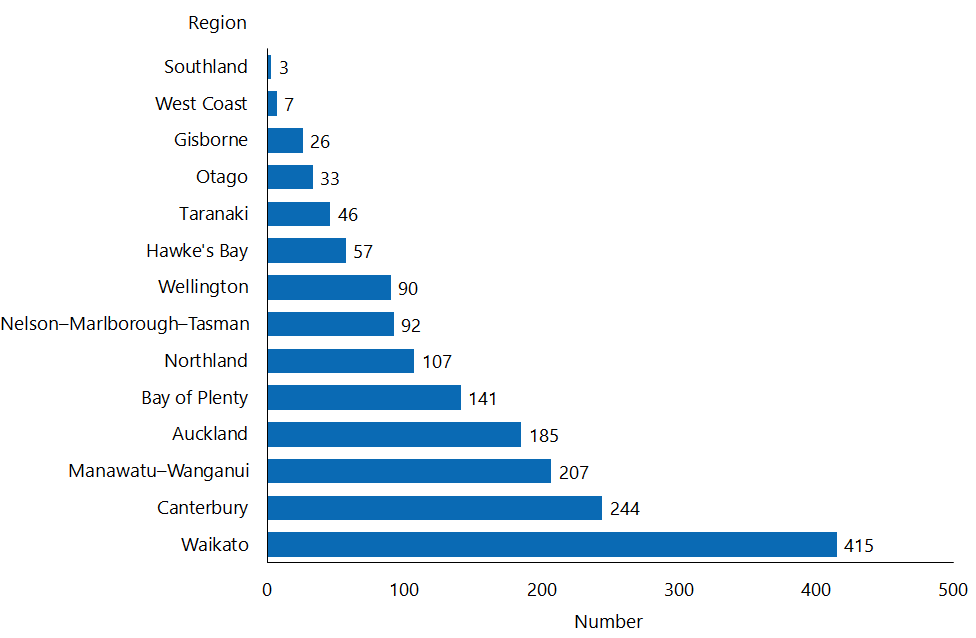 Region
Southland 3
West Coast 7
Gisborne 26
Otago 33
Taranaki 46
Hawke's Bay 57
Wellington 90
Nelson–Marlborough–Tasman 92
Northland 107
Bay of Plenty 141
Auckland 185
Manawatu–Wanganui 207
Canterbury 244
Waikato 415
0 100 200 300 400 500
Number